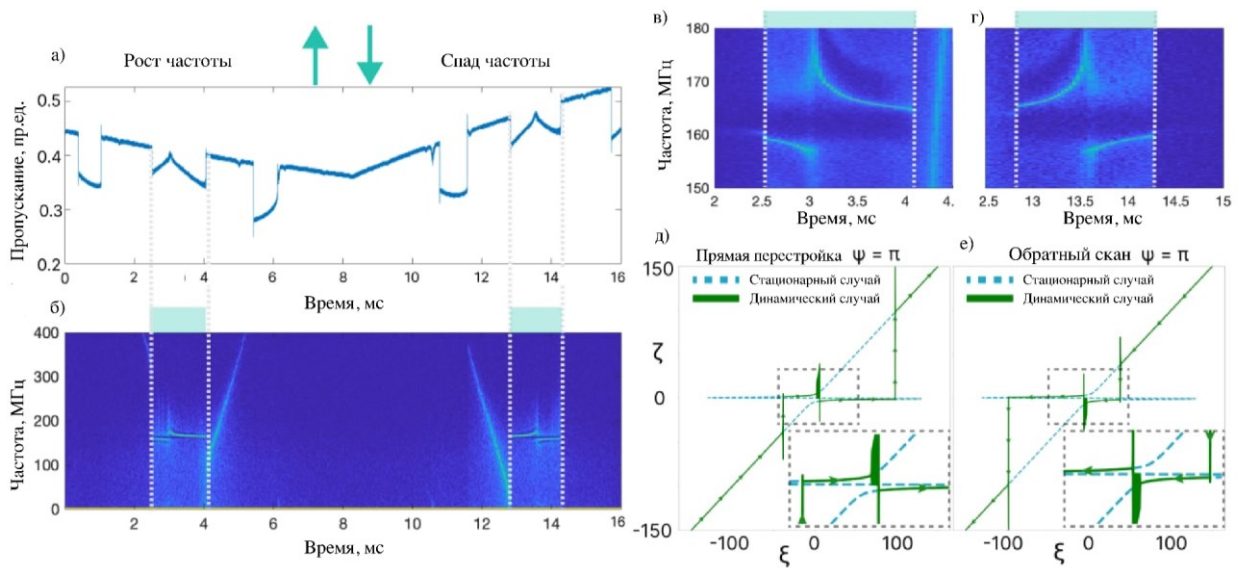 а)
Рост частоты
Спад частоты
Пропускание, пр.ед.
0.5
0.4
0.3
0.2
0 2 4 6 8 10 12 14 16
Время, мс
б)
Частота, МГц
400
300
200
100
0
0 2 4 6 8 10 12 14 16
Время, мс
в)
Частота, МГц
180
170
160
150
2 2.5 3 3.5 4 4.
Время, мс
г)
2.5 13 13.5 14 14.5 15
Время, мс
д)
Прямая перестройка ψ = π
150
Стационарный случай
Динамический случай
ζ
0
-150
-100 0 100
ξ
е)
Обратный скан ψ = π
Стационарный случай
Динамический случай
-100 0 100
ξ